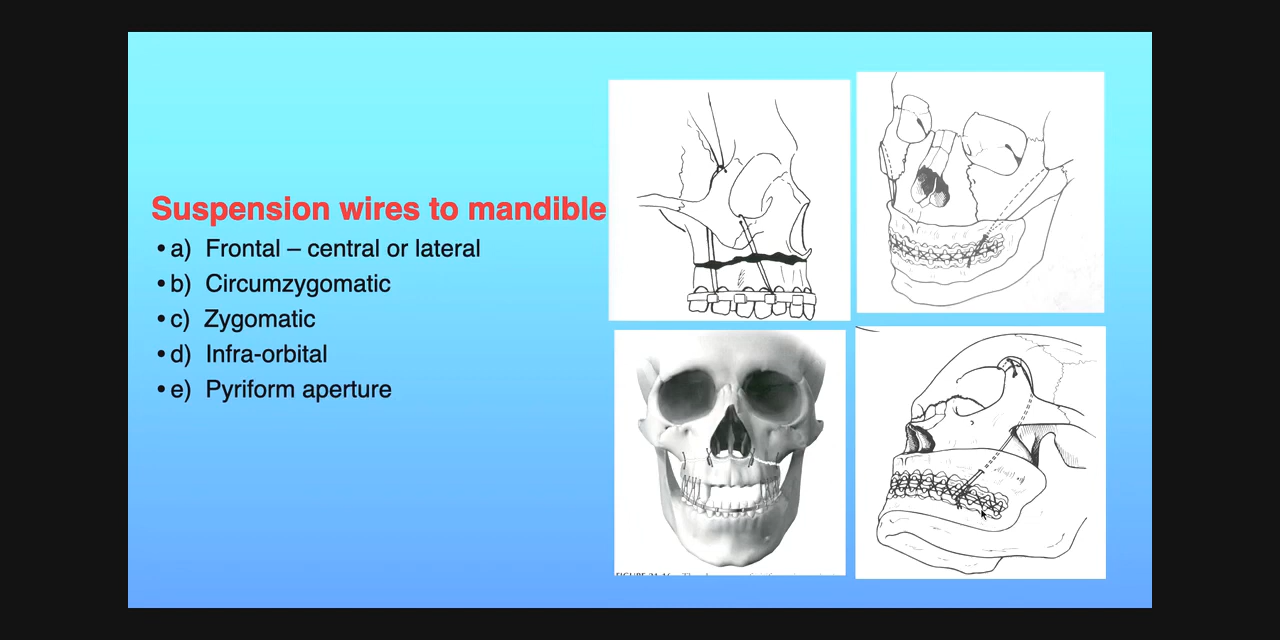 Suspension wires to mandible
• a) Frontal – central or lateral
• b) Circumzygomatic
• c) Zygomatic
• d) Infra-orbital
• e) Pyriform aperture